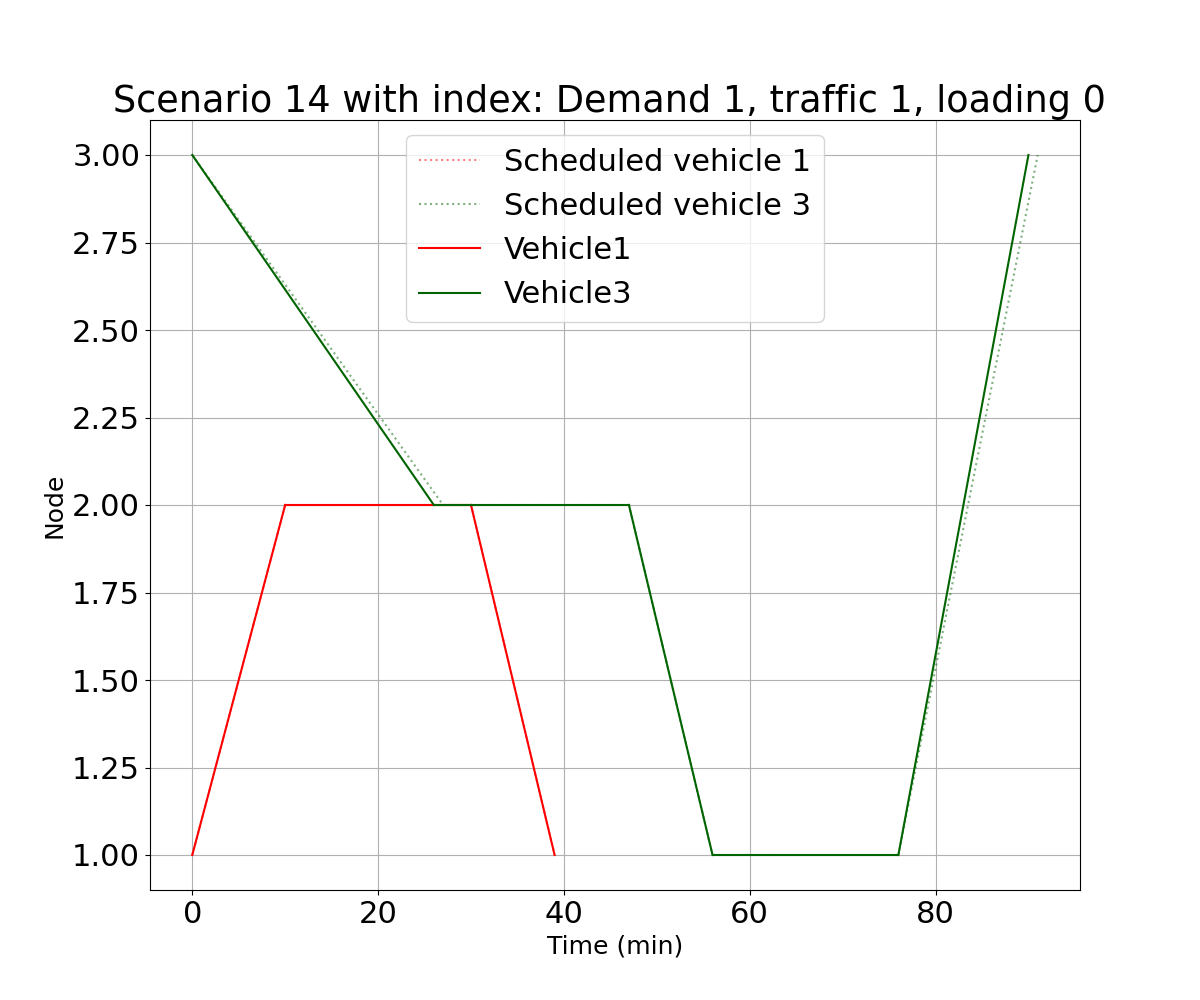 Scenario 14 with index: Demand 1, traffic 1, loading 0
Scheduled vehicle 1
Scheduled vehicle 3
Vehicle1
Vehicle3
3.00
2.75
2.50
2.25
2.00
1.75
1.50
1.25
1.00
Node
0 20 40 60 80
Time (min)